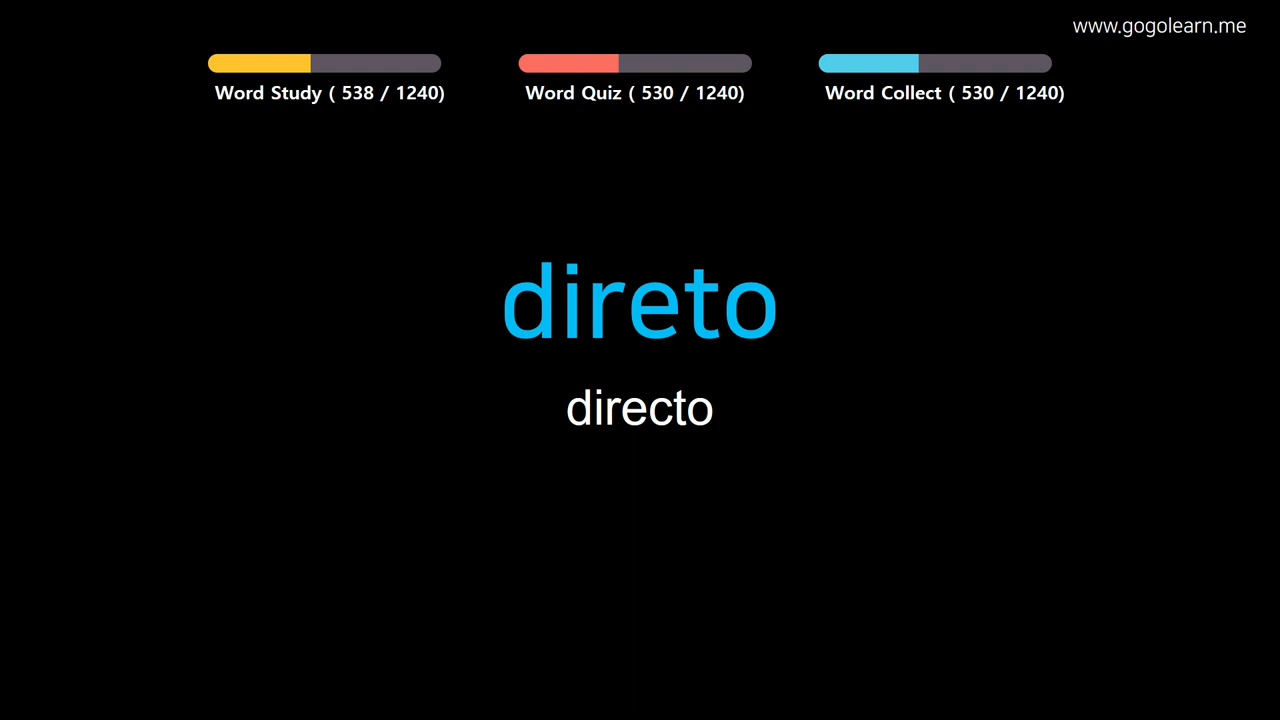 www.gogolearn.me
Word Study ( 538 / 1240)
Word Quiz ( 530 / 1240)
Word Collect ( 530 / 1240)
direto
directo